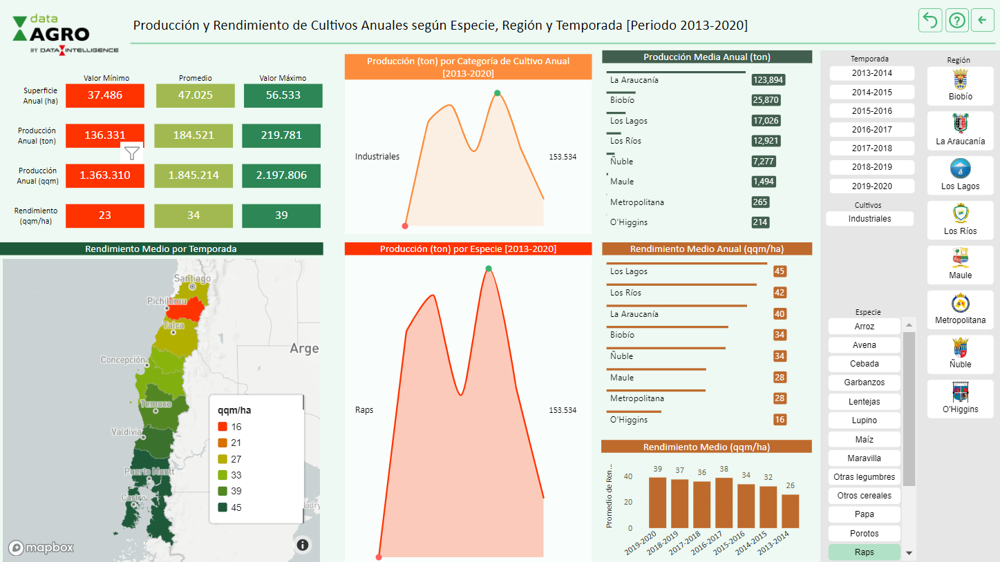 data
AGRO
BY DATA INTELLIGENCE
Producción y Rendimiento de Cultivos Anuales según Especie, Región y Temporada [Periodo 2013-2020]
Valor Mínimo
Promedio
Valor Máximo
Superficie
Anual (ha)
37.486
47.025
56.533
Producción
Anual (ton)
136.331
184.521
219.781
Producción
Anual (qqm)
1.363.310
1.845.214
2.197.806
Rendimiento
(qqm/ha)
23
34
39
Rendimiento Medio por Temporada
Santiago
Pichilemu
Talca
Concepción
Temuco
Valdivia
Puerto Montt
Castro
Arge
adry
qqm/ha
16
21
27
33
39
45
mapbox
Producción (ton) por Categoría de Cultivo Anual
[2013-2020]
Industriales
153.534
Producción (ton) por Especie [2013-2020]
Raps
153.534
Producción Media Anual (ton)
La Araucanía 123,894
Biobío 25,870
Los Lagos 17,026
Los Ríos 12,921
Ñuble 7,277
Maule 1,494
Metropolitana 265
O'Higgins 214
Rendimiento Medio Anual (qqm/ha)
Los Lagos 45
Los Ríos 42
La Araucanía 40
Biobío 34
Ñuble 34
Maule 28
Metropolitana 28
O'Higgins 16
Rendimiento Medio (qqm/ha)
Promedio de Ren...
40
20
0
39
37
36
38
34
32
26
2019-2020
2018-2019
2017-2018
2016-2017
2015-2016
2014-2015
2013-2014
Temporada
2013-2014
2014-2015
2015-2016
2016-2017
2017-2018
2018-2019
2019-2020
Cultivos
Industriales
Especie
Arroz
Avena
Cebada
Garbanzos
Lentejas
Lupino
Maíz
Maravilla
Otras legumbres
Otros cereales
Papa
Porotos
Raps
Región
Biobío
La Araucanía
Los Lagos
Los Ríos
Maule
Metropolitana
Ñuble
O'Higgins